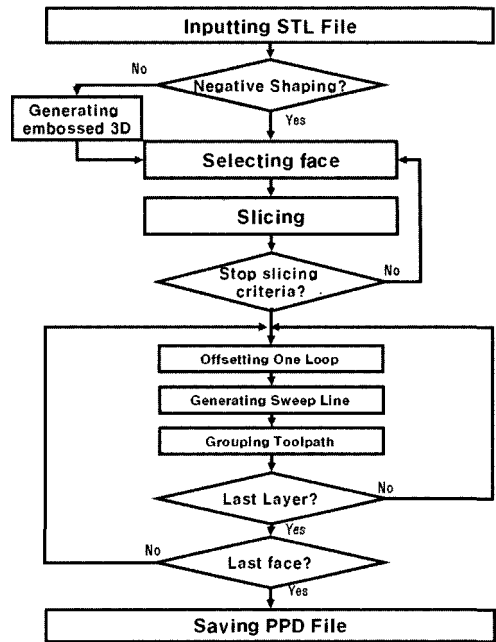 Inputting STL File
No
Negative Shaping?
Generating
embossed 3D
Yes
Selecting face
Slicing
Stop slicing
criteria?
No
Offsetting One Loop
Generating Sweep Line
Grouping Toolpath
No
Last Layer?
Yes
No
Last face?
Yes
Saving PPD File